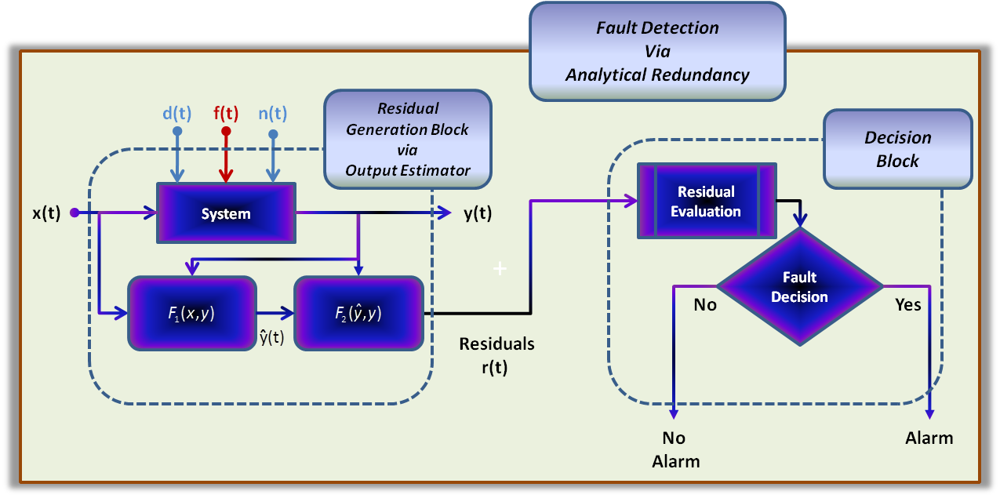 Fault Detection
Via
Analytical Redundancy
Residual
Generation Block
via
Output Estimator
Decision
Block
d(t)
f(t)
n(t)
x(t)
System
y(t)
F₁(x,y)
ŷ(t)
F₂(ŷ,y)
+
Residuals
r(t)
Residual
Evaluation
Fault
Decision
No
Yes
No
Alarm
Alarm